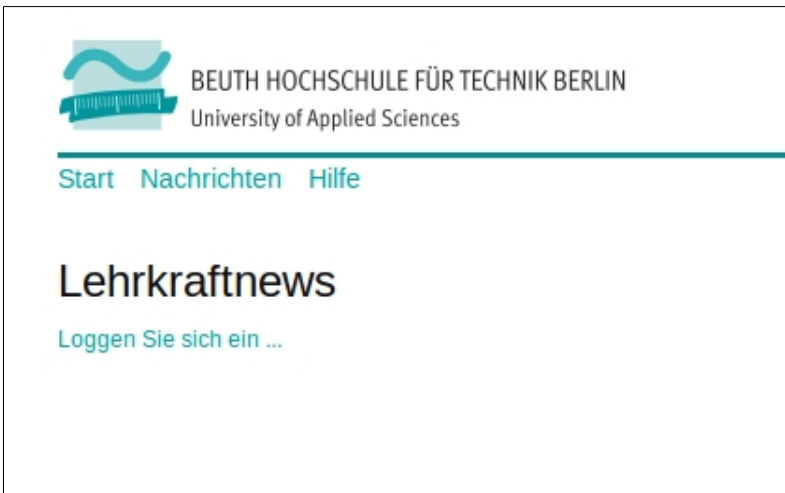 BEUTH HOCHSCHULE FÜR TECHNIK BERLIN
University of Applied Sciences
Start Nachrichten Hilfe
Lehrkraftnews
Loggen Sie sich ein ...